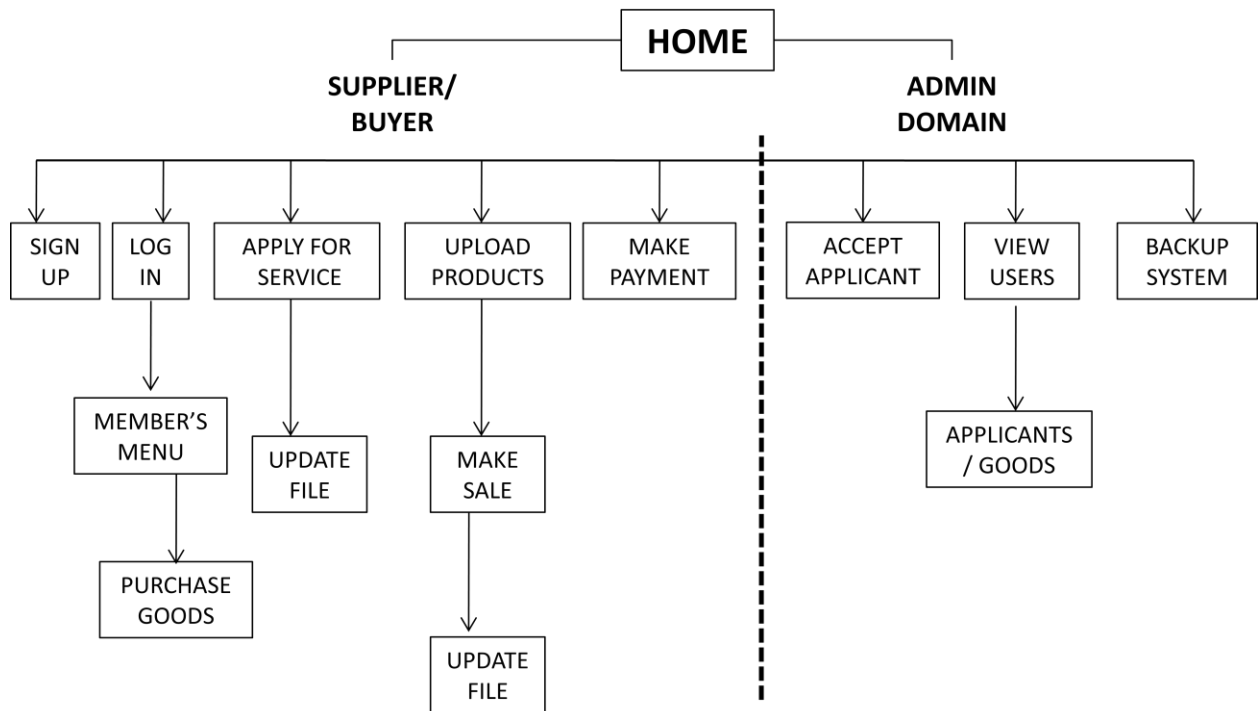 HOME
SUPPLIER/
BUYER
ADMIN
DOMAIN
SIGN
UP
LOG
IN
APPLY FOR
SERVICE
UPLOAD
PRODUCTS
MAKE
PAYMENT
ACCEPT
APPLICANT
VIEW
USERS
BACKUP
SYSTEM
MEMBER’S
MENU
UPDATE
FILE
MAKE
SALE
APPLICANTS
/ GOODS
PURCHASE
GOODS
UPDATE
FILE